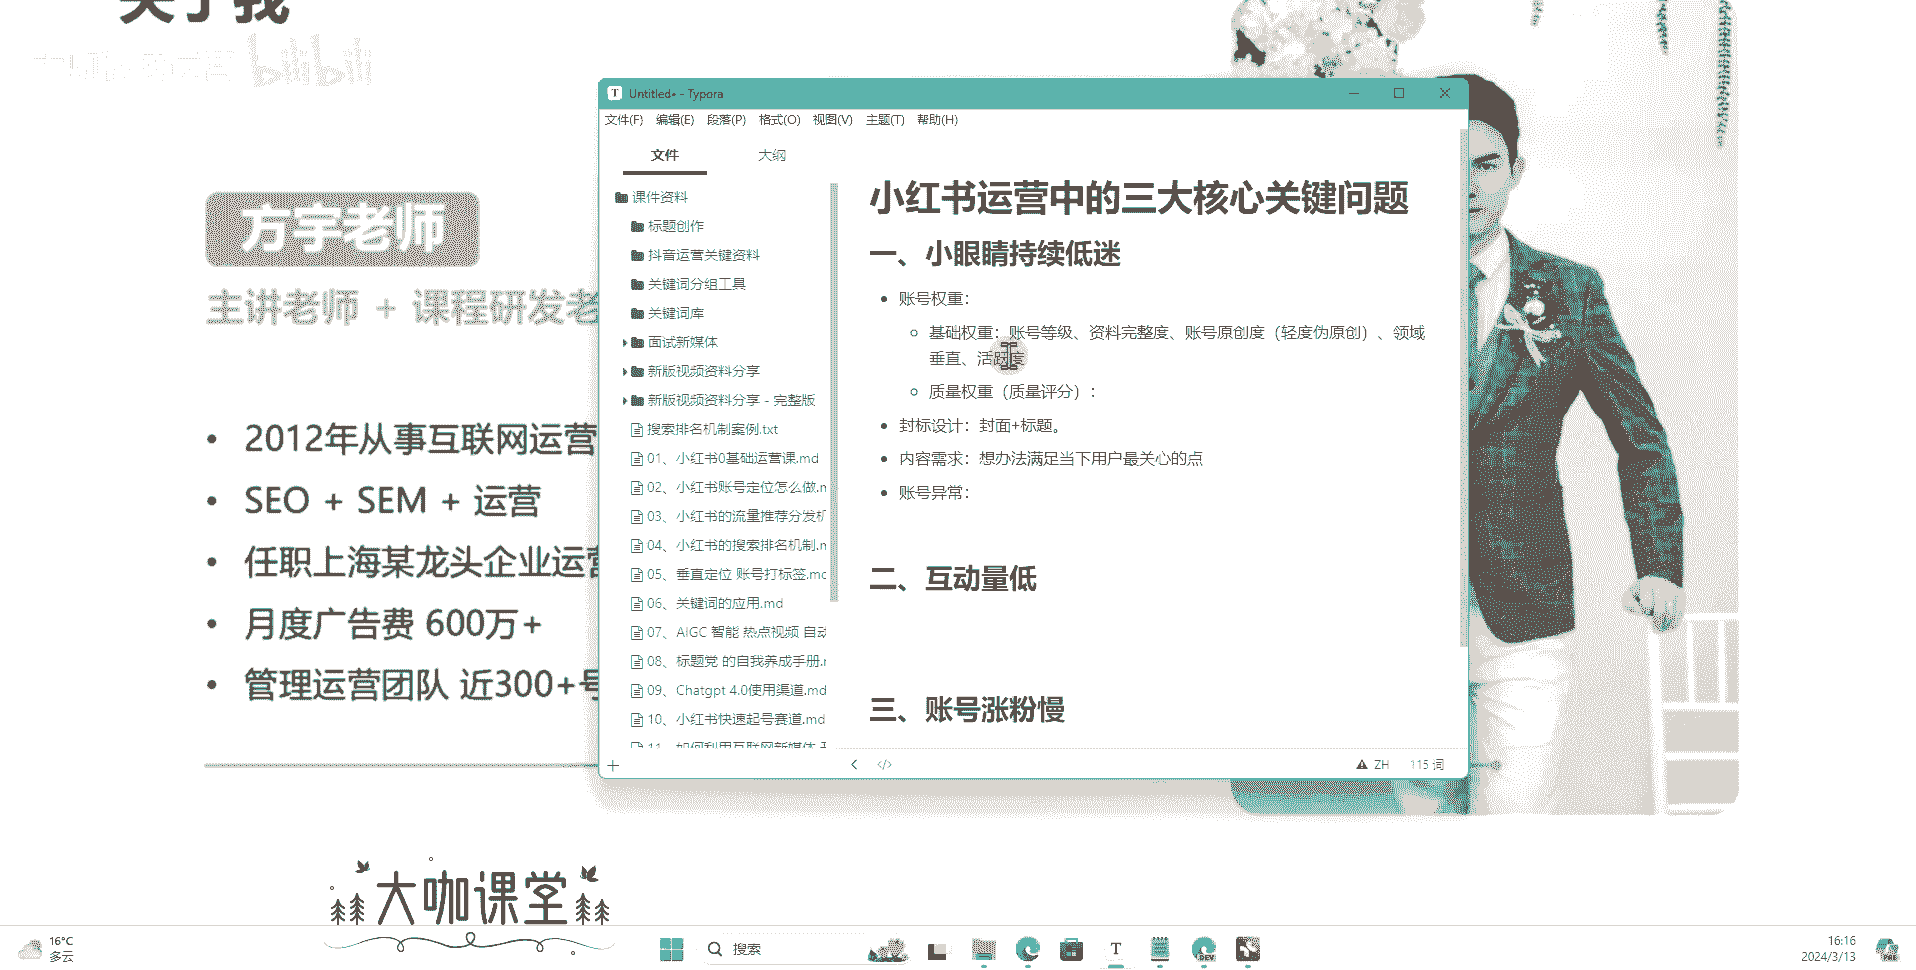 关于我
bilibili
方宇老师
主讲老师 + 课程研发老
2012年从事互联网运营
SEO + SEM + 运营
任职上海某龙头企业运营
月度广告费 600万+
管理运营团队 近300+号
Untitled• - Typora
文件(F) 编辑(E) 段落(P) 格式(O) 视图(V) 主题(T) 帮助(H)
文件 大纲
课件资料
标题创作
抖音运营关键资料
关键词分组工具
关键词库
面试新媒体
新版视频资料分享
新版视频资料分享 - 完整版
搜索排名机制案例.txt
01、小红书0基础运营课.md
02、小红书账号定位怎么做.m
03、小红书的流量推荐分发机
04、小红书的搜索排名机制.m
05、垂直定位 账号打标签.md
06、关键词的应用.md
07、AIGC 智能 热点视频 自动
08、标题党 的自我养成手册.m
09、Chatgpt 4.0使用渠道.md
10、小红书快速起号赛道.md
11、如何利用互联网新媒体
小红书运营中的三大核心关键问题
一、小眼睛持续低迷
账号权重：
基础权重：账号等级、资料完整度、账号原创度（轻度伪原创）、领域
垂直、活跃度
质量权重（质量评分）：
封标设计：封面+标题。
内容需求：想办法满足当下用户最关心的点
账号异常：
二、互动量低
三、账号涨粉慢
ZH 115 词
大咖课堂
16°C
多云
搜索
16:16
2024/3/13